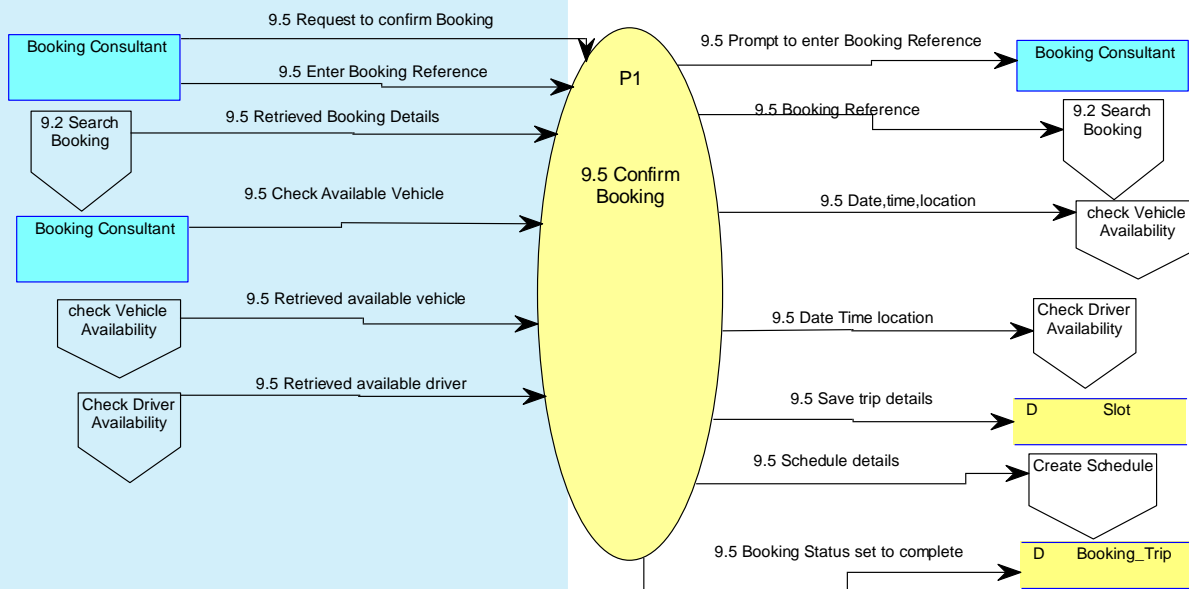 9.5 Request to confirm Booking
Booking Consultant
9.5 Enter Booking Reference
9.2 Search
Booking
9.5 Retrieved Booking Details
9.5 Check Available Vehicle
Booking Consultant
check Vehicle
Availability
9.5 Retrieved available vehicle
Check Driver
Availability
9.5 Retrieved available driver
P1
9.5 Confirm
Booking
9.5 Prompt to enter Booking Reference
Booking Consultant
9.5 Booking Reference
9.2 Search
Booking
9.5 Date,time,location
check Vehicle
Availability
9.5 Date Time location
Check Driver
Availability
9.5 Save trip details
D Slot
9.5 Schedule details
Create Schedule
9.5 Booking Status set to complete
D Booking_Trip